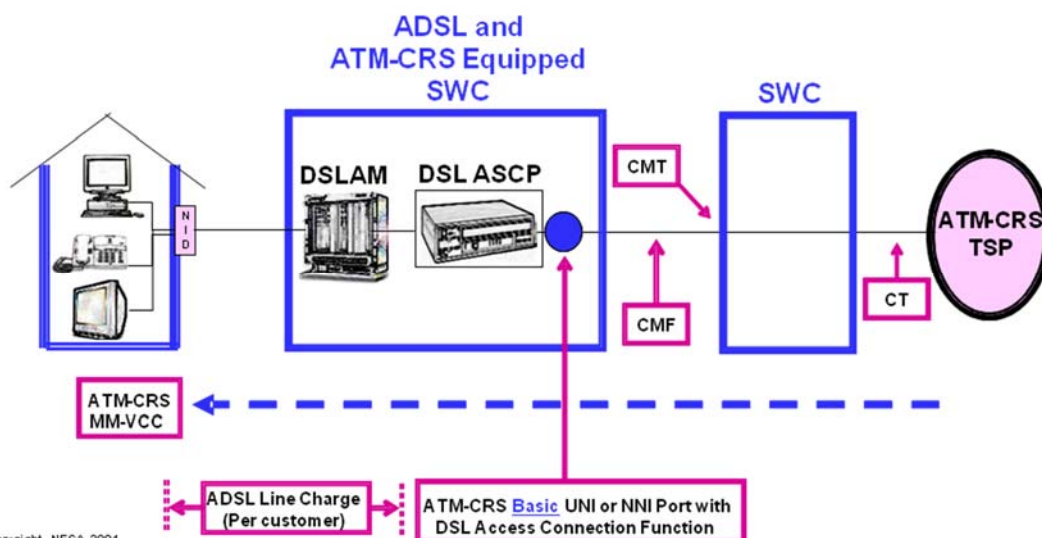 ADSL and
ATM-CRS Equipped
SWC
SWC
DSLAM
DSL ASCP
CMT
N
I
D
ATM-CRS
TSP
CT
CMF
ATM-CRS
MM-VCC
ADSL Line Charge
(Per customer)
ATM-CRS Basic UNI or NNI Port with
DSL Access Connection Function